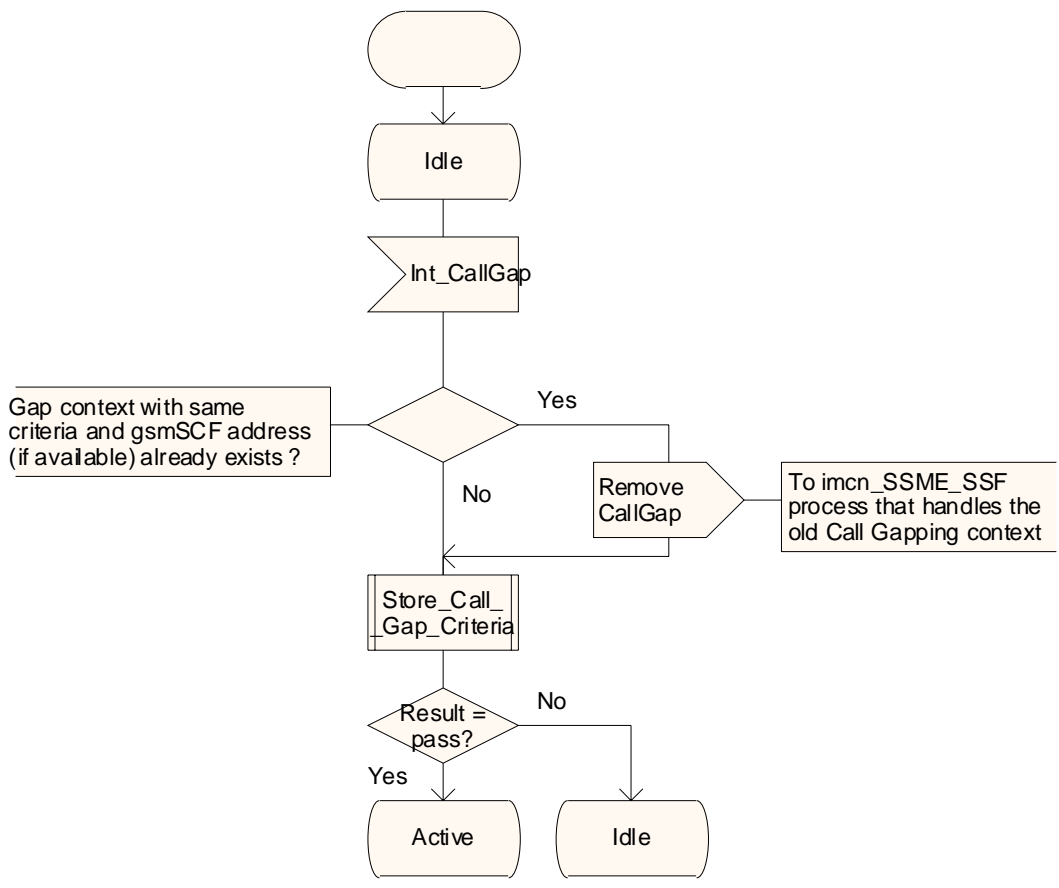 Idle
Int_CallGap
Gap context with same
criteria and gsmSCF address
(if available) already exists ?
Yes
No
Remove
CallGap
To imcn_SSME_SSF
process that handles the
old Call Gapping context
Store_Call_
_Gap_Criteria
Result =
pass?
No
Yes
Active
Idle